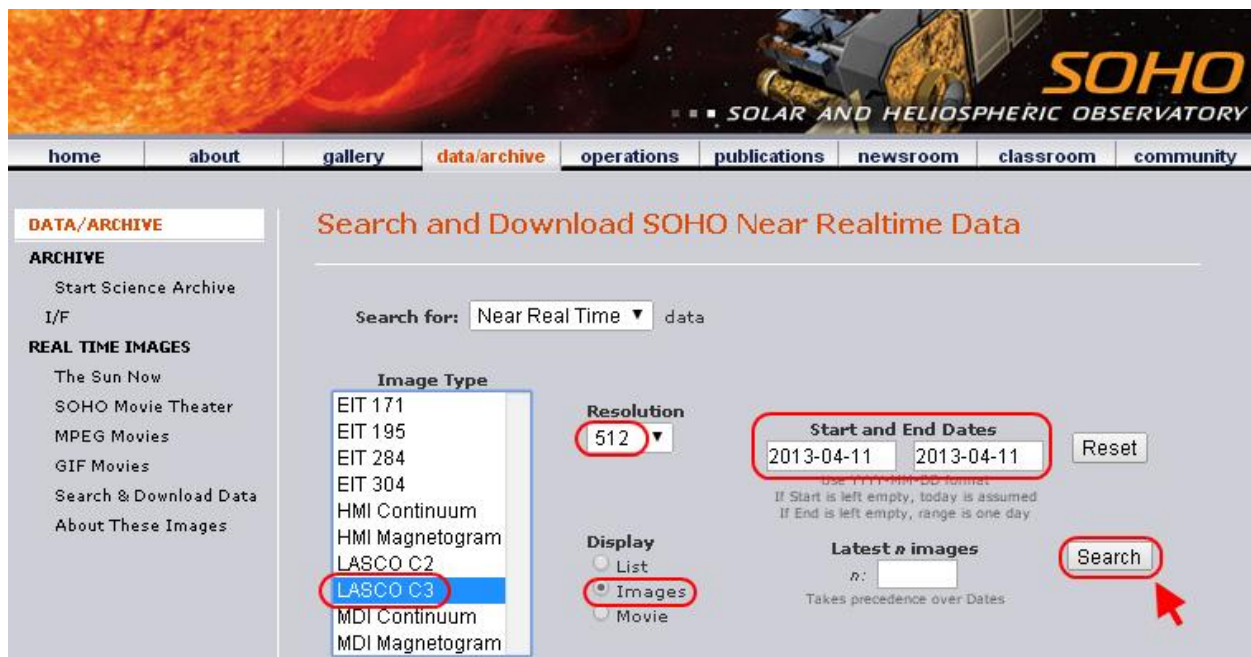 SOHO
SOLAR AND HELIOSPHERIC OBSERVATORY
home about gallery data/archive operations publications newsroom classroom community
DATA/ARCHIVE
ARCHIVE
Start Science Archive
I/F
REAL TIME IMAGES
The Sun Now
SOHO Movie Theater
MPEG Movies
GIF Movies
Search & Download Data
About These Images
Search and Download SOHO Near Realtime Data
Search for: Near Real Time data
Image Type
EIT 171
EIT 195
EIT 284
EIT 304
HMI Continuum
HMI Magnetogram
LASCO C2
LASCO C3
MDI Continuum
MDI Magnetogram
Resolution
512
Display
List
Images
Movie
Start and End Dates
2013-04-11 2013-04-11
Use YYYY-MM-DD format
If Start is left empty, today is assumed
If End is left empty, range is one day
Latest n images
n:
Takes precedence over Dates
Reset
Search